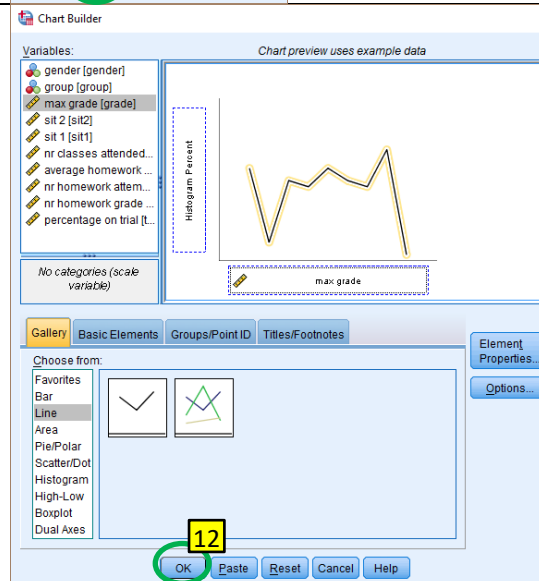 Chart Builder
Variables:
Chart preview uses example data
gender [gender]
group [group]
max grade [grade]
sit 2 [sit2]
sit 1 [sit1]
nr classes attended...
average homework ...
nr homework attem...
nr homework grade ...
percentage on trial [t...
No categories (scale
variable)
Histogram Percent
max grade
Gallery
Basic Elements
Groups/Point ID
Titles/Footnotes
Choose from:
Favorites
Bar
Line
Area
Pie/Polar
Scatter/Dot
Histogram
High-Low
Boxplot
Dual Axes
Element
Properties...
Options...
12
OK
Paste
Reset
Cancel
Help